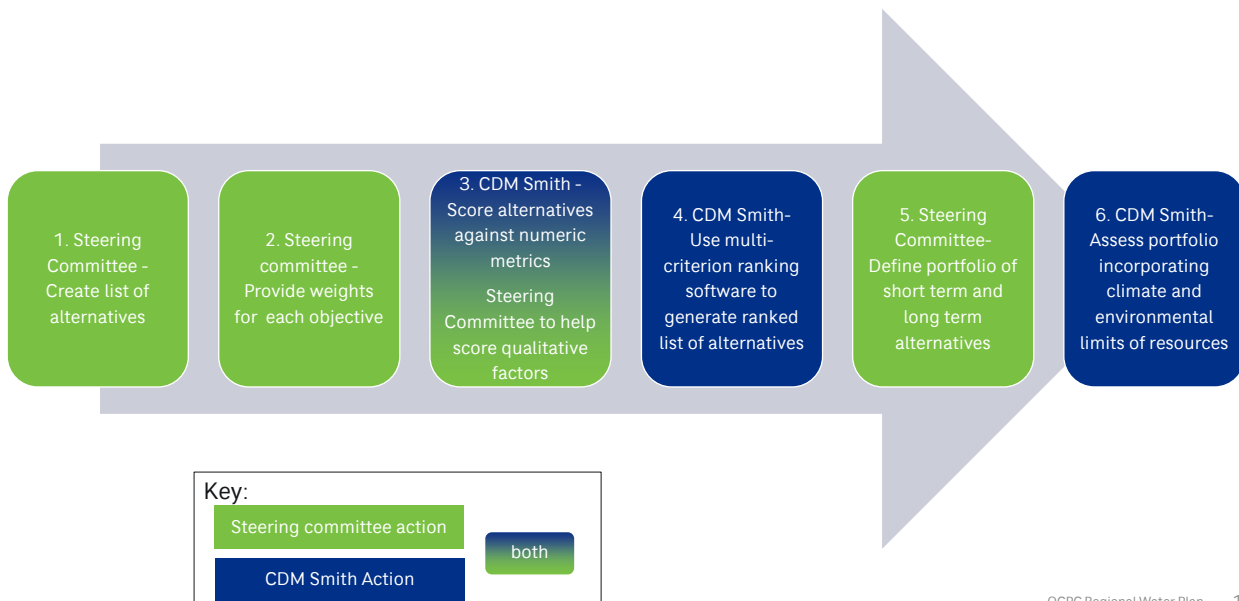 1. Steering
Committee -
Create list of
alternatives
2. Steering
committee -
Provide weights
for each objective
3. CDM Smith -
Score alternatives
against numeric
metrics
Steering
Committee to help
score qualitative
factors
4. CDM Smith-
Use multi-
criterion ranking
software to
generate ranked
list of alternatives
5. Steering
Committee-
Define portfolio of
short term and
long term
alternatives
6. CDM Smith-
Assess portfolio
incorporating
climate and
environmental
limits of resources
Key:
Steering committee action
both
CDM Smith Action
Regional Water Plan